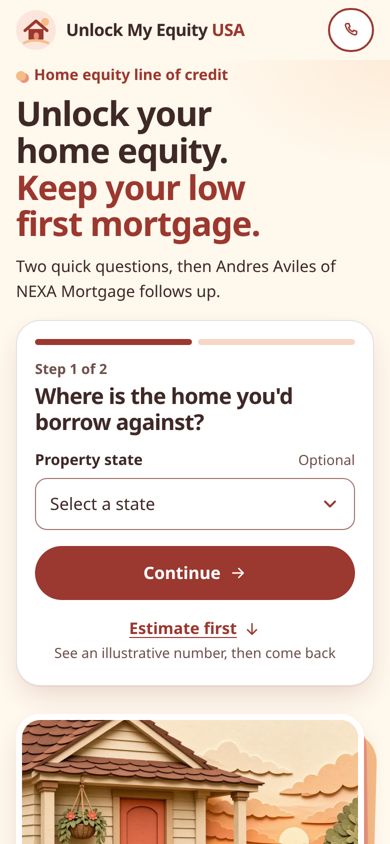 Unlock My Equity USA
Home equity line of credit
Unlock your
home equity.
Keep your low
first mortgage.
Two quick questions, then Andres Aviles of
NEXA Mortgage follows up.
Step 1 of 2
Where is the home you'd
borrow against?
Property state Optional
Select a state
Continue →
Estimate first ↓
See an illustrative number, then come back